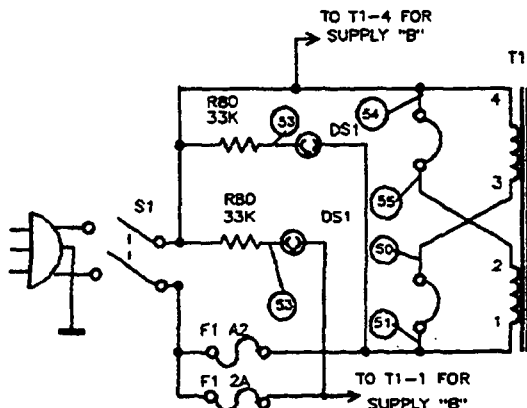 TO T1-4 FOR
SUPPLY "B"
T1
R80
33K
53
DS1
54
4
3
55
R80
33K
DS1
S1
53
50
2
51
1
F1 A2
F1 2A
TO T1-1 FOR
SUPPLY "B"